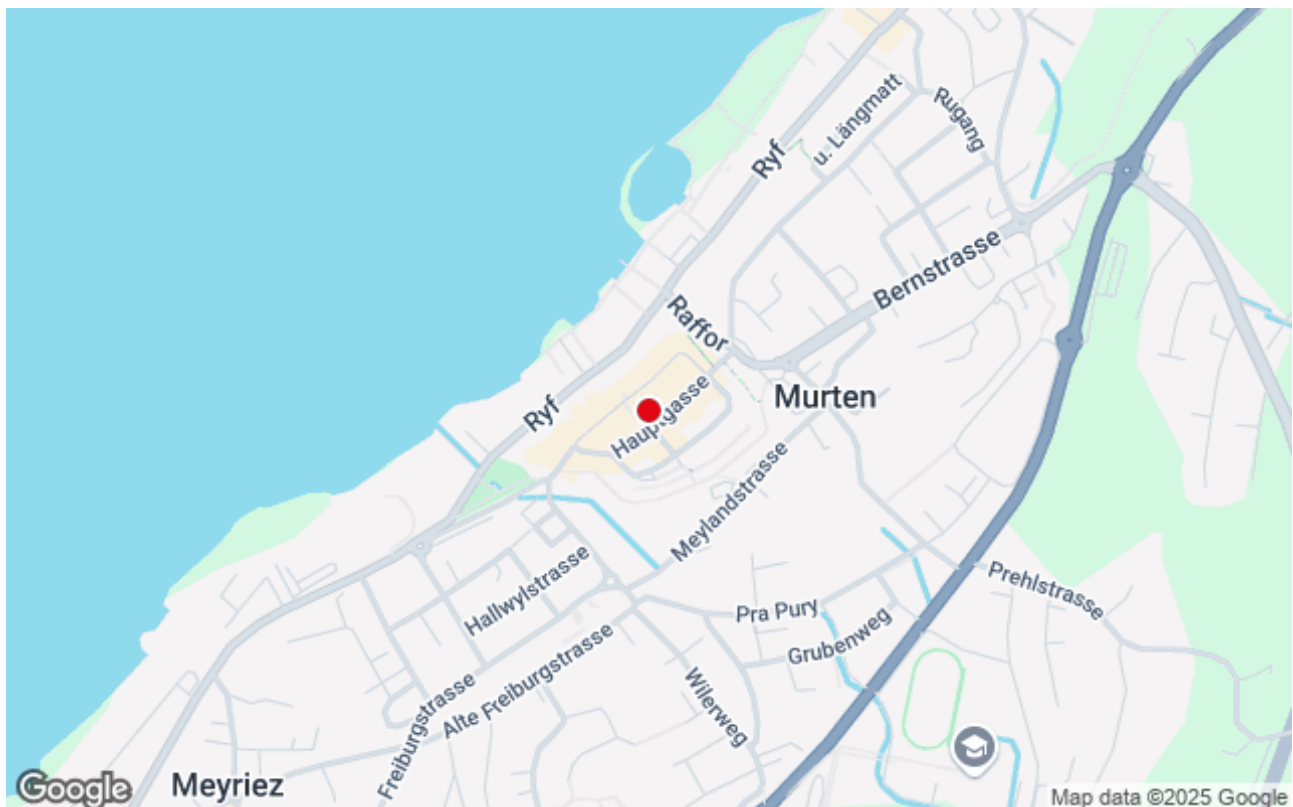 u. Längmatt
Rugang
Ryf
Bernstrasse
Raffor
Murten
Ryf
Hauptgasse
Meylandstrasse
Hallwylstrasse
Prehlstrasse
Pra Pury
Grubenweg
Freiburgstrasse
Alte Freiburgstrasse
Wilerweg
Meyriez
Google
Map data ©2025 Google